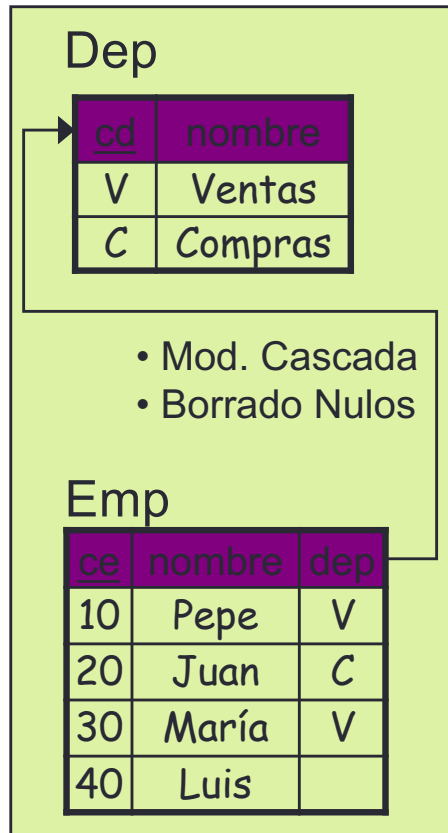 Dep
cd nombre
V Ventas
C Compras
• Mod. Cascada
• Borrado Nulos
Emp
ce nombre dep
10 Pepe V
20 Juan C
30 María V
40 Luis